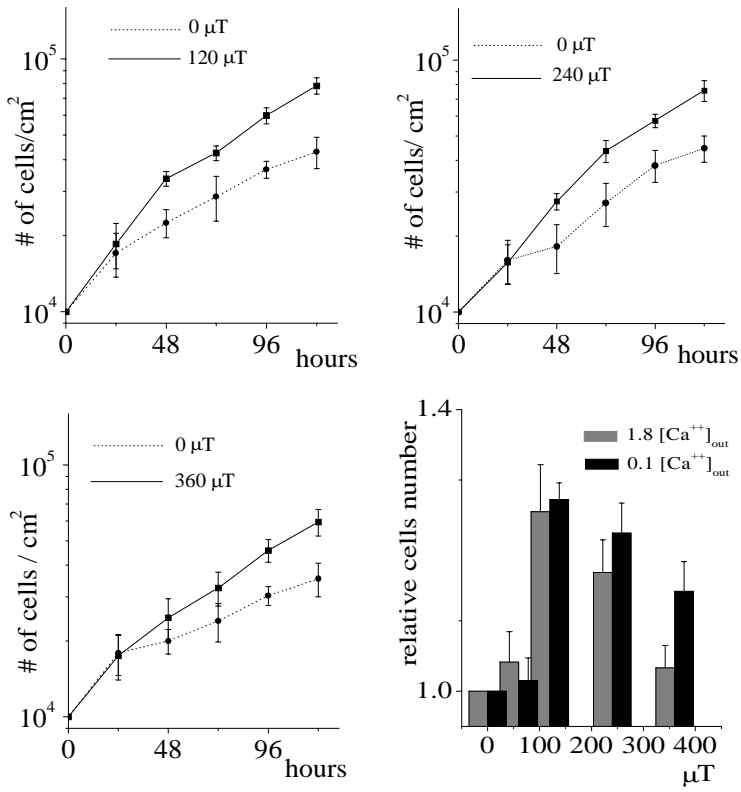 0 µT
120 µT
10⁵
10⁴
# of cells/cm²
0
48
96
hours
0 µT
240 µT
10⁵
10⁴
# of cells/ cm²
0
48
96
hours
0 µT
360 µT
10⁵
10⁴
# of cells / cm²
0
48
96
hours
1.4
1.0
relative cells number
1.8 [Ca⁺⁺]out
0.1 [Ca⁺⁺]out
0 100 200 300 400
µT